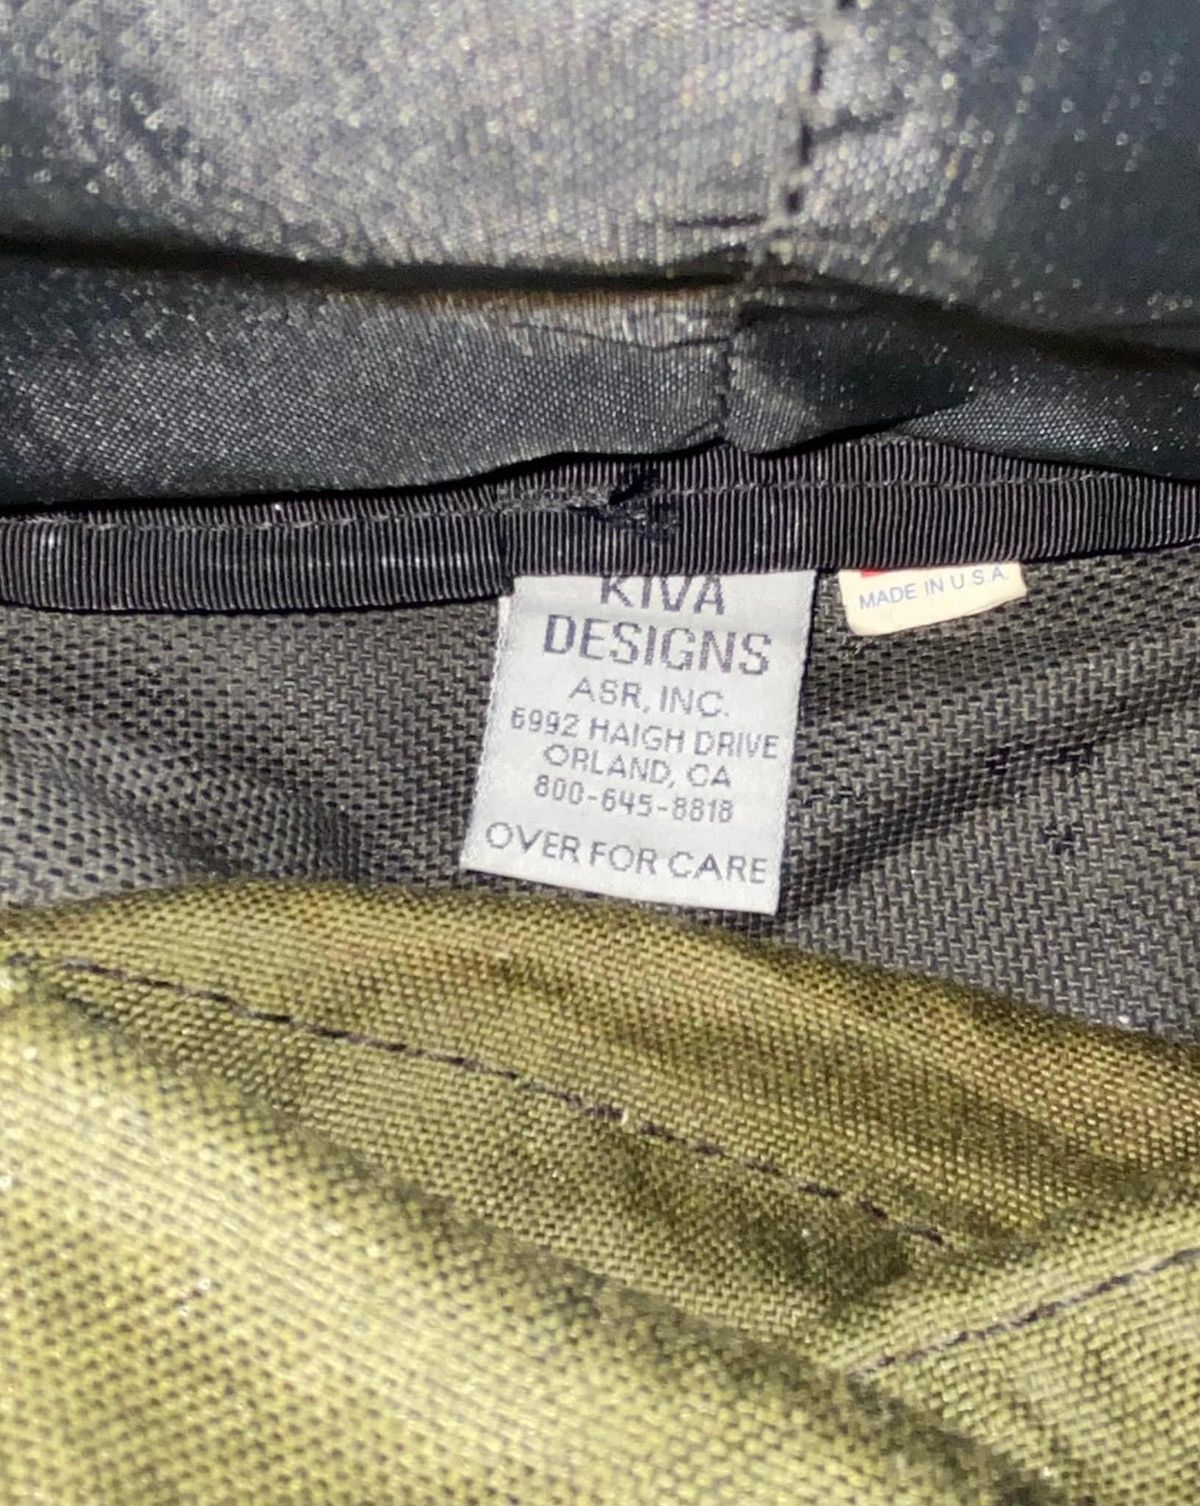 KIVA
DESIGNS
ASR, INC.
6992 HAIGH DRIVE
ORLAND, CA
800-645-8818
OVER FOR CARE
MADE IN U.S.A.